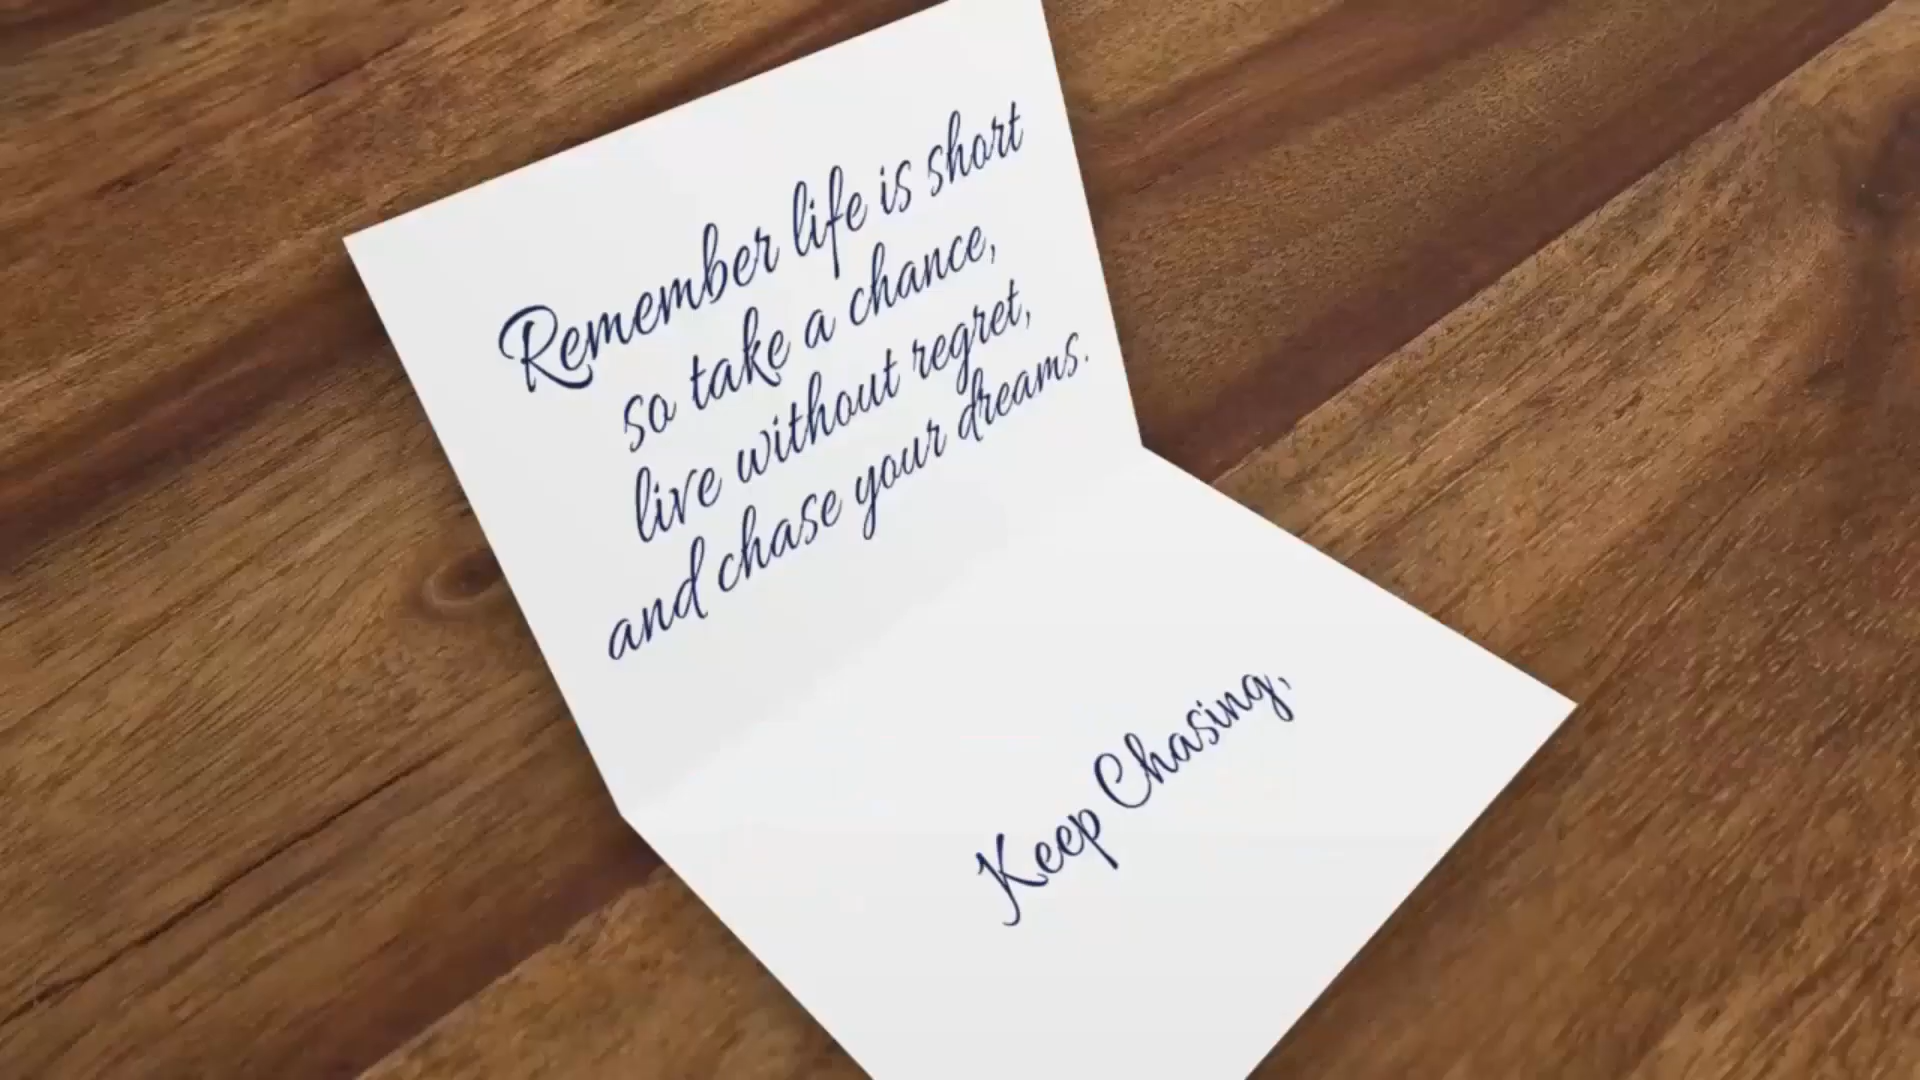 Remember life is short
so take a chance,
live without regret,
and chase your dreams.
Keep Chasing,